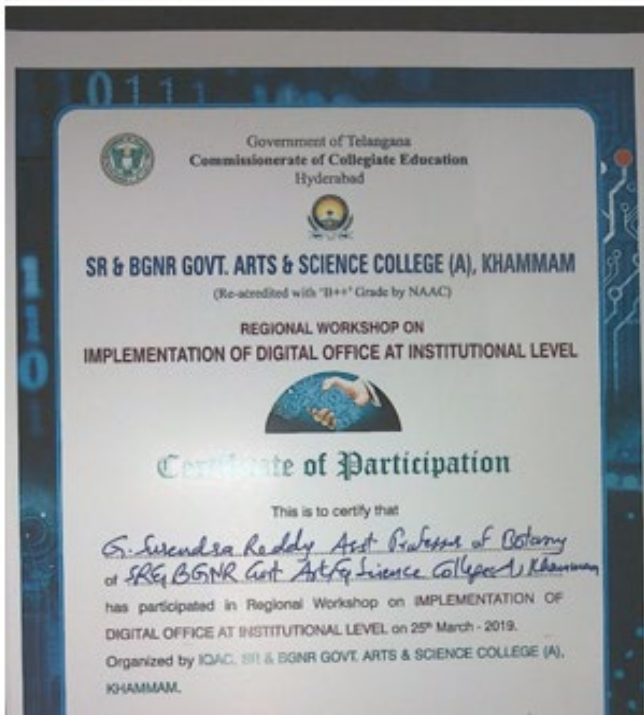 Government of Telangana
Commissionerate of Collegiate Education
Hyderabad
SR & BGNR GOVT. ARTS & SCIENCE COLLEGE (A), KHAMMAM
(Re-acredited with "B++" Grade by NAAC)
REGIONAL WORKSHOP ON
IMPLEMENTATION OF DIGITAL OFFICE AT INSTITUTIONAL LEVEL
Certificate of Participation
This is to certify that
G. Surendra Reddy Asst Professor of Botany
of SR & BGNR Govt Arts & Science College A Khammam
has participated in Regional Workshop on IMPLEMENTATION OF
DIGITAL OFFICE AT INSTITUTIONAL LEVEL on 25th March - 2019.
Organized by IQAC, SR & BGNR GOVT. ARTS & SCIENCE COLLEGE (A),
KHAMMAM.